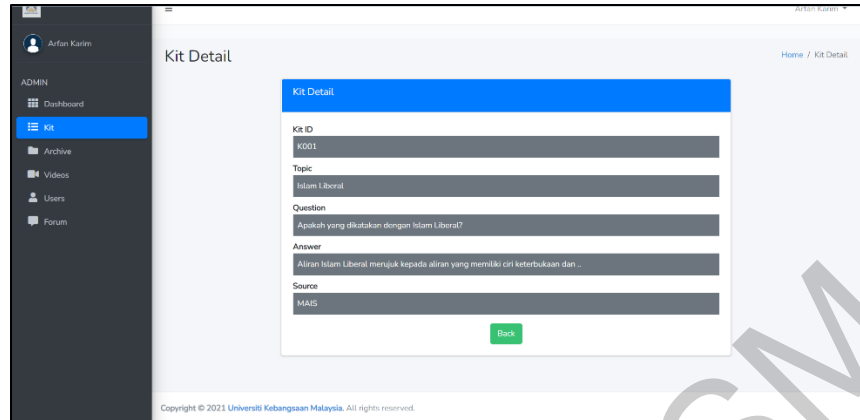 Arfan Karim
Arfan Karim
Kit Detail
Home / Kit Detail
ADMIN
Dashboard
Kit
Archive
Videos
Users
Forum
Kit Detail
Kit ID
K001
Topic
Islam Liberal
Question
Apakah yang dikatakan dengan Islam Liberal?
Answer
Aliran Islam Liberal merujuk kepada aliran yang memiliki ciri keterbukaan dan ..
Source
MAIS
Back
Copyright © 2021 Universiti Kebangsaan Malaysia. All rights reserved.